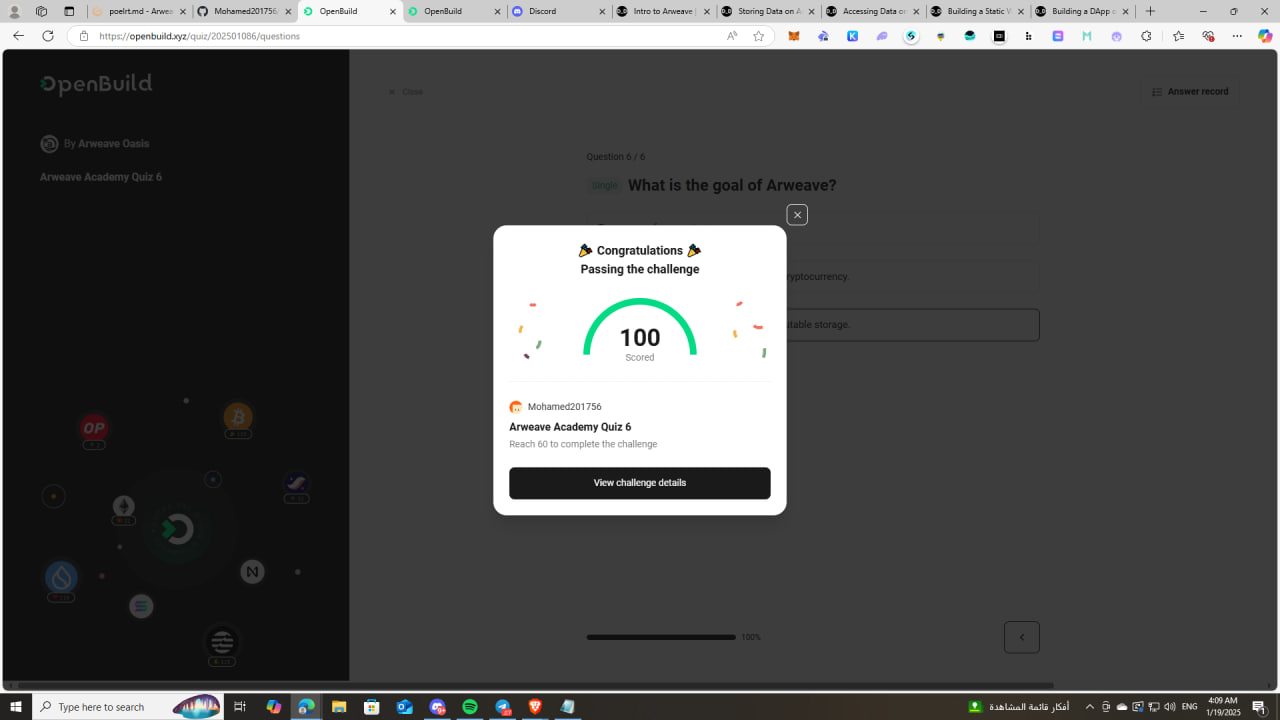 poelrt.md - Arweave
Mohamed201756/
OpenBuild
OpenBuild
Discord
Intro to Arweave |
Storing Data on A
Accessing Data on
Building a Static V
Building a DApp
https://openbuild.xyz/quiz/202501086/questions
OpenBuild
Close
Answer record
By Arweave Oasis
Arweave Academy Quiz 6
Question 6 / 6
Single What is the goal of Arweave?
ryptocurrency.
utable storage.
Congratulations
Passing the challenge
100
Scored
Mohamed201756
Arweave Academy Quiz 6
Reach 60 to complete the challenge
View challenge details
OP
100%
Type here to search
أفكار قائمة المشاهدة
ENG
4:09 AM
1/19/2025